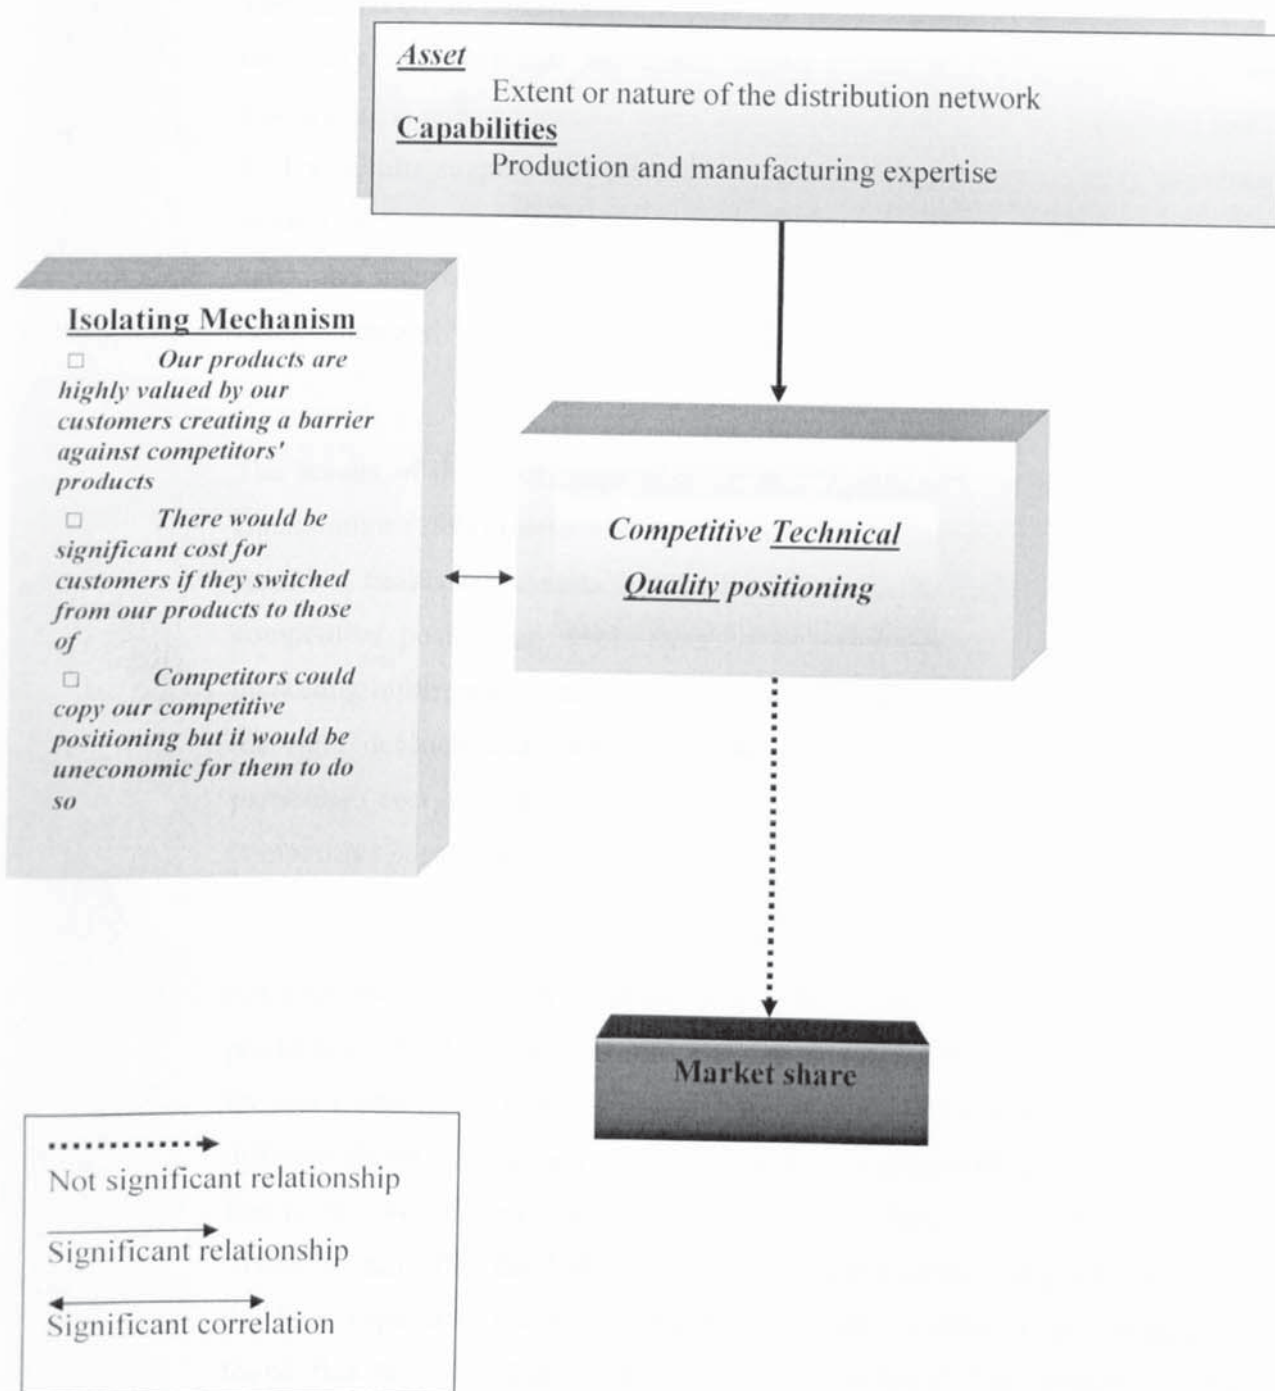 Asset
Extent or nature of the distribution network
Capabilities
Production and manufacturing expertise
Isolating Mechanism
□ Our products are
highly valued by our
customers creating a barrier
against competitors'
products
□ There would be
significant cost for
customers if they switched
from our products to those
of
□ Competitors could
copy our competitive
positioning but it would be
uneconomic for them to do
so
Competitive Technical
Quality positioning
Market share
Not significant relationship
Significant relationship
Significant correlation